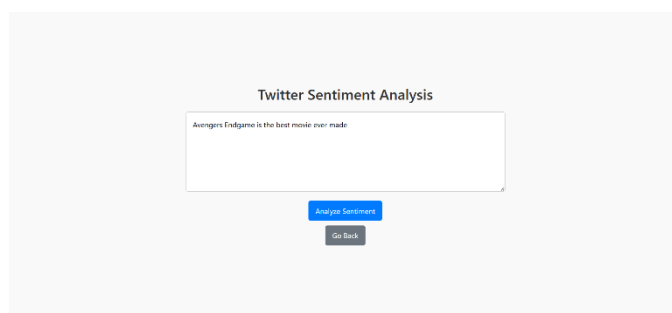 Twitter Sentiment Analysis
Avengers Endgame is the best movie ever made
Analyze Sentiment
Go Back